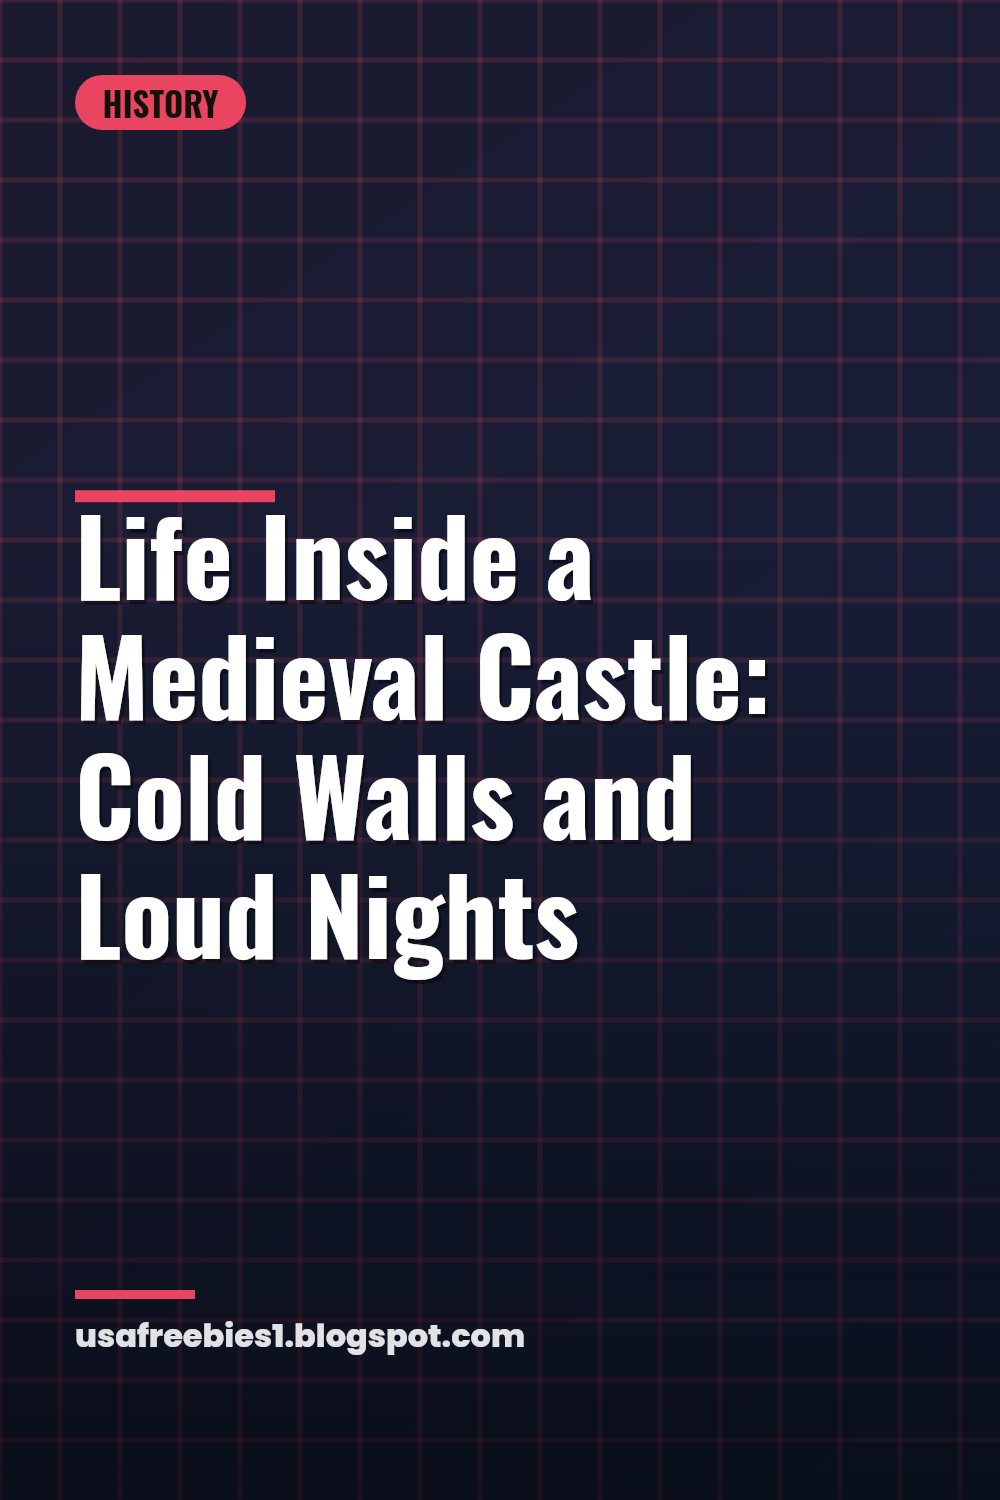 HISTORY
Life Inside a
Medieval Castle:
Cold Walls and
Loud Nights
usafreebies1.blogspot.com